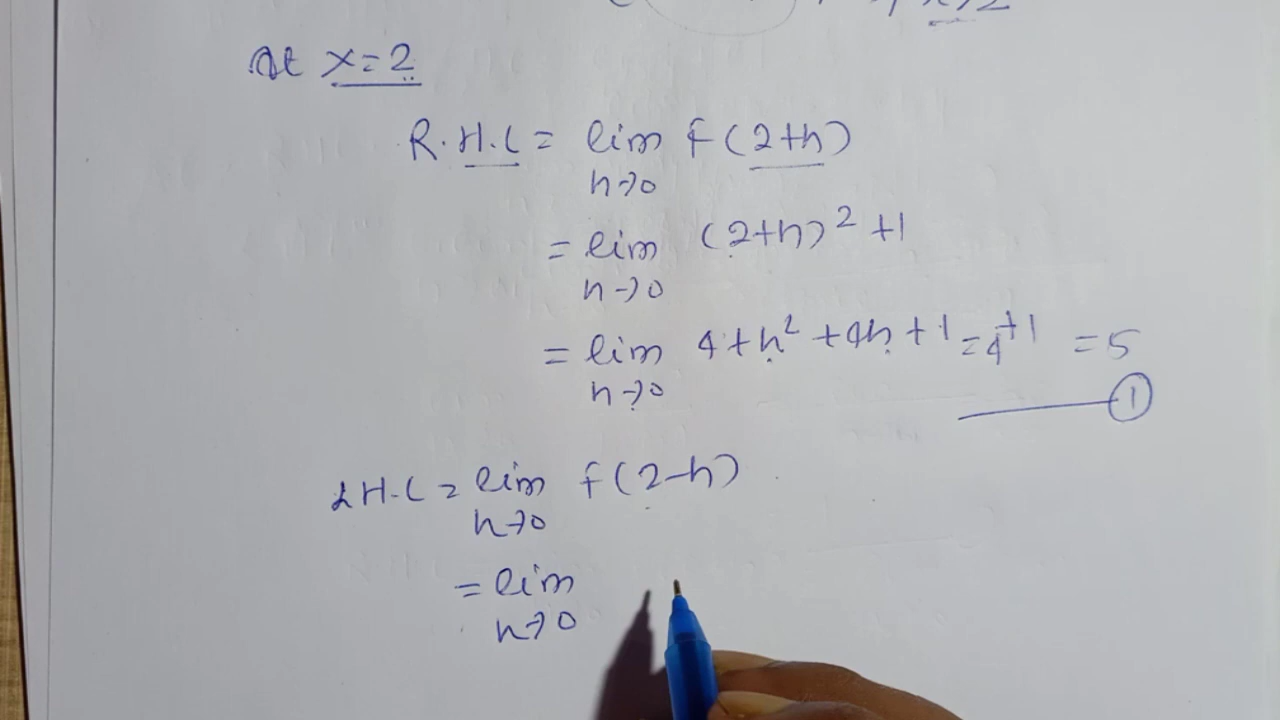 At x=2
R.H.L = lim f(2+h)
h→0
= lim (2+h)² +1
h→0
= lim 4+h² +4h +1 =4+1 =5
h→0
1
LH.L = lim f(2-h)
h→0
= lim
h→0